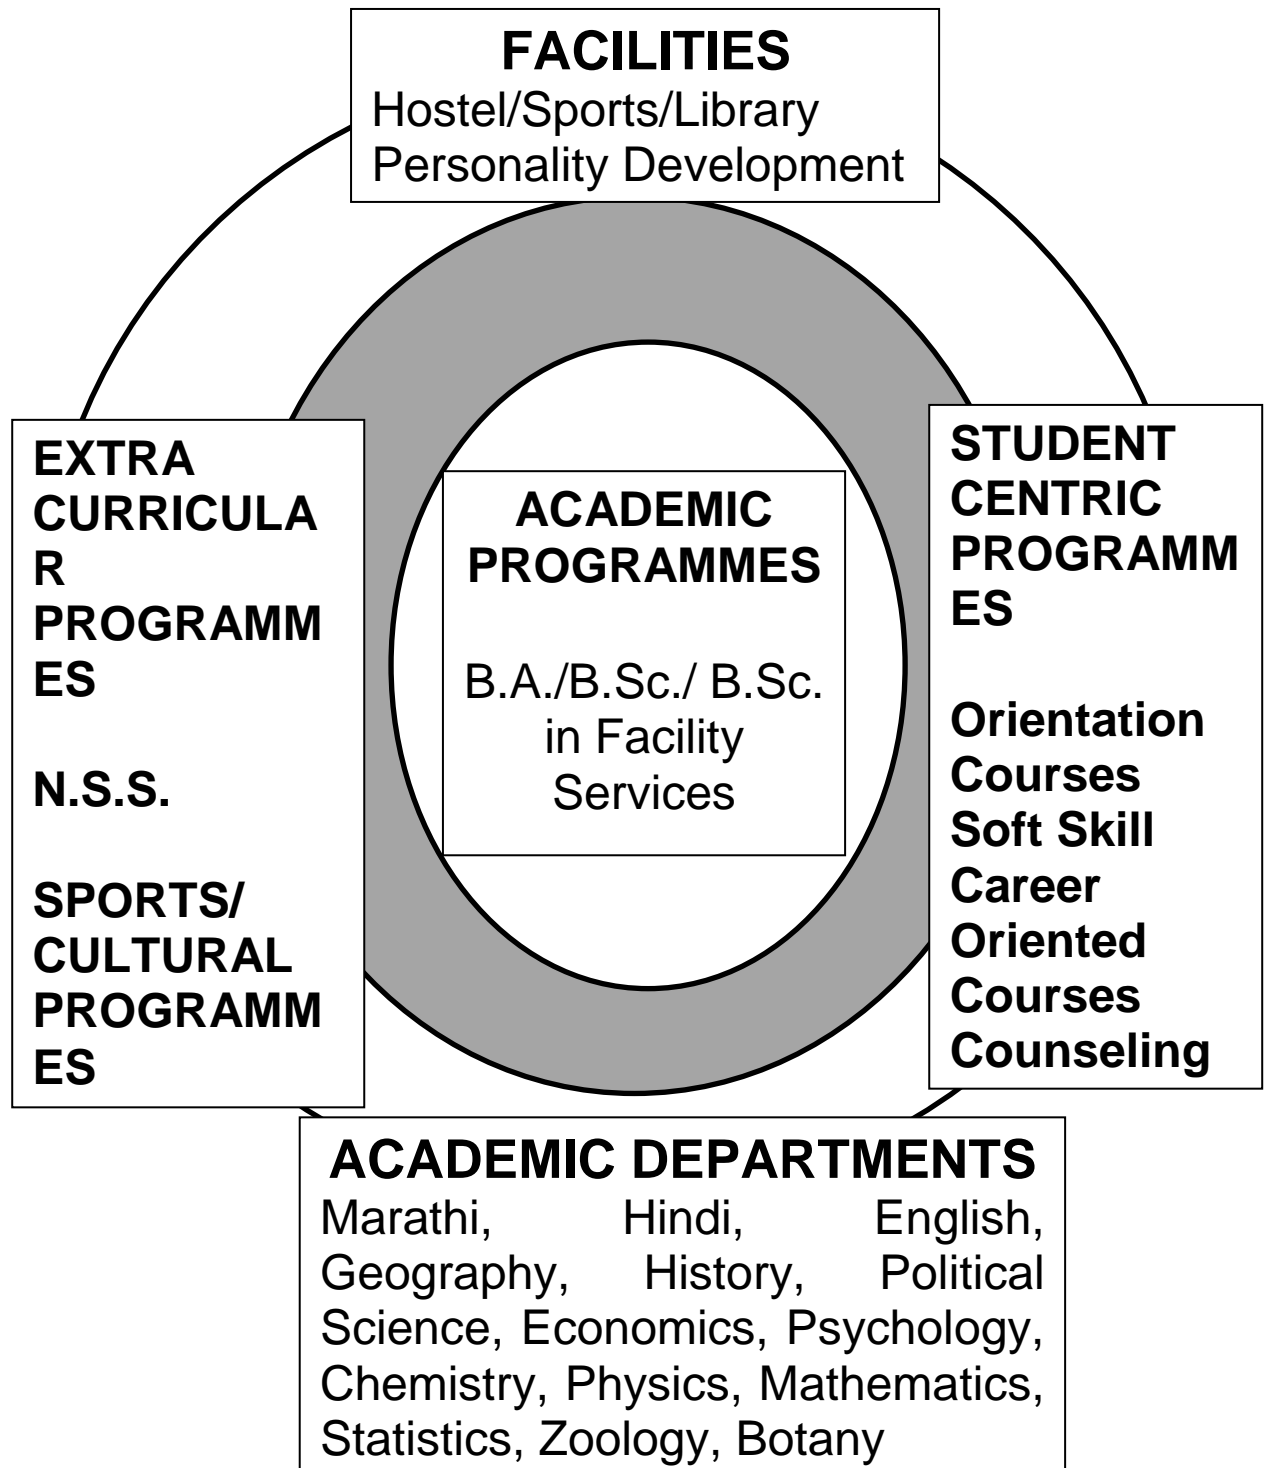 FACILITIES
Hostel/Sports/Library
Personality Development
EXTRA
CURRICULA
R
PROGRAMM
ES
N.S.S.
SPORTS/
CULTURAL
PROGRAMM
ES
ACADEMIC
PROGRAMMES
B.A./B.Sc./ B.Sc.
in Facility
Services
STUDENT
CENTRIC
PROGRAMM
ES
Orientation
Courses
Soft Skill
Career
Oriented
Courses
Counseling
ACADEMIC DEPARTMENTS
Marathi, Hindi, English,
Geography, History, Political
Science, Economics, Psychology,
Chemistry, Physics, Mathematics,
Statistics, Zoology, Botany